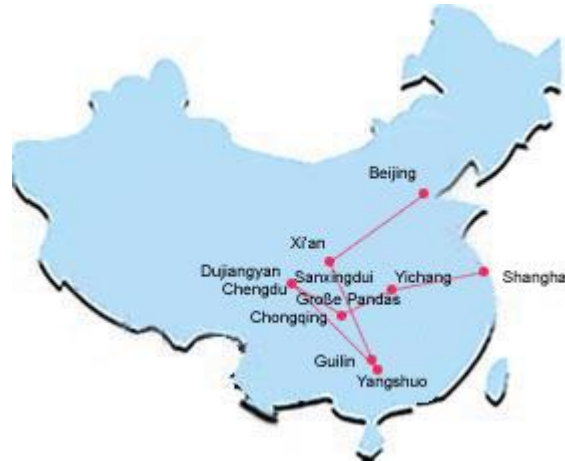 Beijing
Xi'an
Dujiangyan Sanxingdui Yichang Shangha
Chengdu Große Pandas
Chongqing
Guilin
Yangshuo